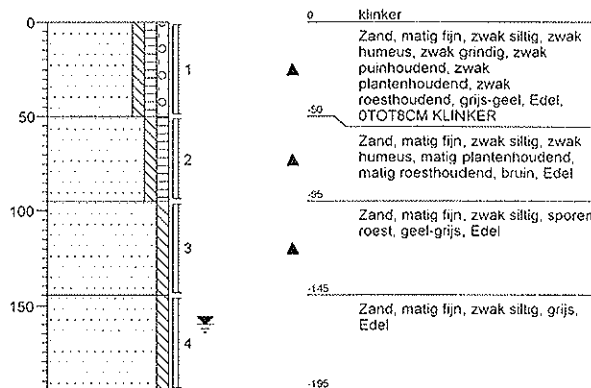 0 klinker
0
Zand, matig fijn, zwak siltig, zwak
humeus, zwak grindig, zwak
puinhoudend, zwak
plantenhoudend, zwak
roesthoudend, grijs-geel, Edel,
0TOT8CM KLINKER
1
50
-50
Zand, matig fijn, zwak siltig, zwak
humeus, matig plantenhoudend,
matig roesthoudend, bruin, Edel
2
-95
100
Zand, matig fijn, zwak siltig, sporen
roest, geel-grijs, Edel
3
-145
150
Zand, matig fijn, zwak siltig, grijs,
Edel
4
-195